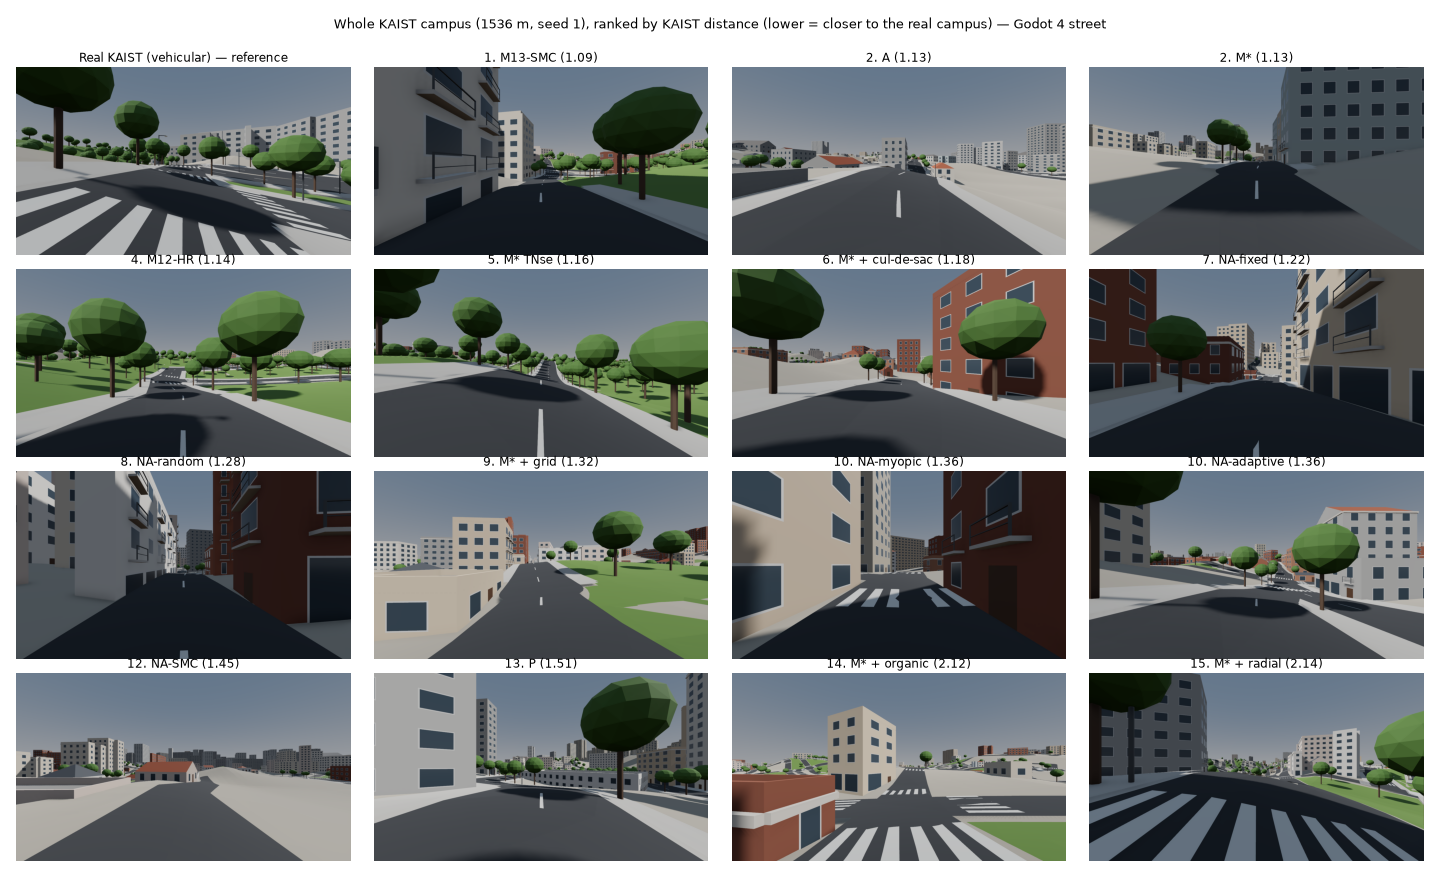 Whole KAIST campus (1536 m, seed 1), ranked by KAIST distance (lower = closer to the real campus) — Godot 4 street
Real KAIST (vehicular) — reference
1. M13-SMC (1.09)
2. A (1.13)
2. M* (1.13)
4. M12-HR (1.14)
5. M* TNse (1.16)
6. M* + cul-de-sac (1.18)
7. NA-fixed (1.22)
8. NA-random (1.28)
9. M* + grid (1.32)
10. NA-myopic (1.36)
10. NA-adaptive (1.36)
12. NA-SMC (1.45)
13. P (1.51)
14. M* + organic (2.12)
15. M* + radial (2.14)